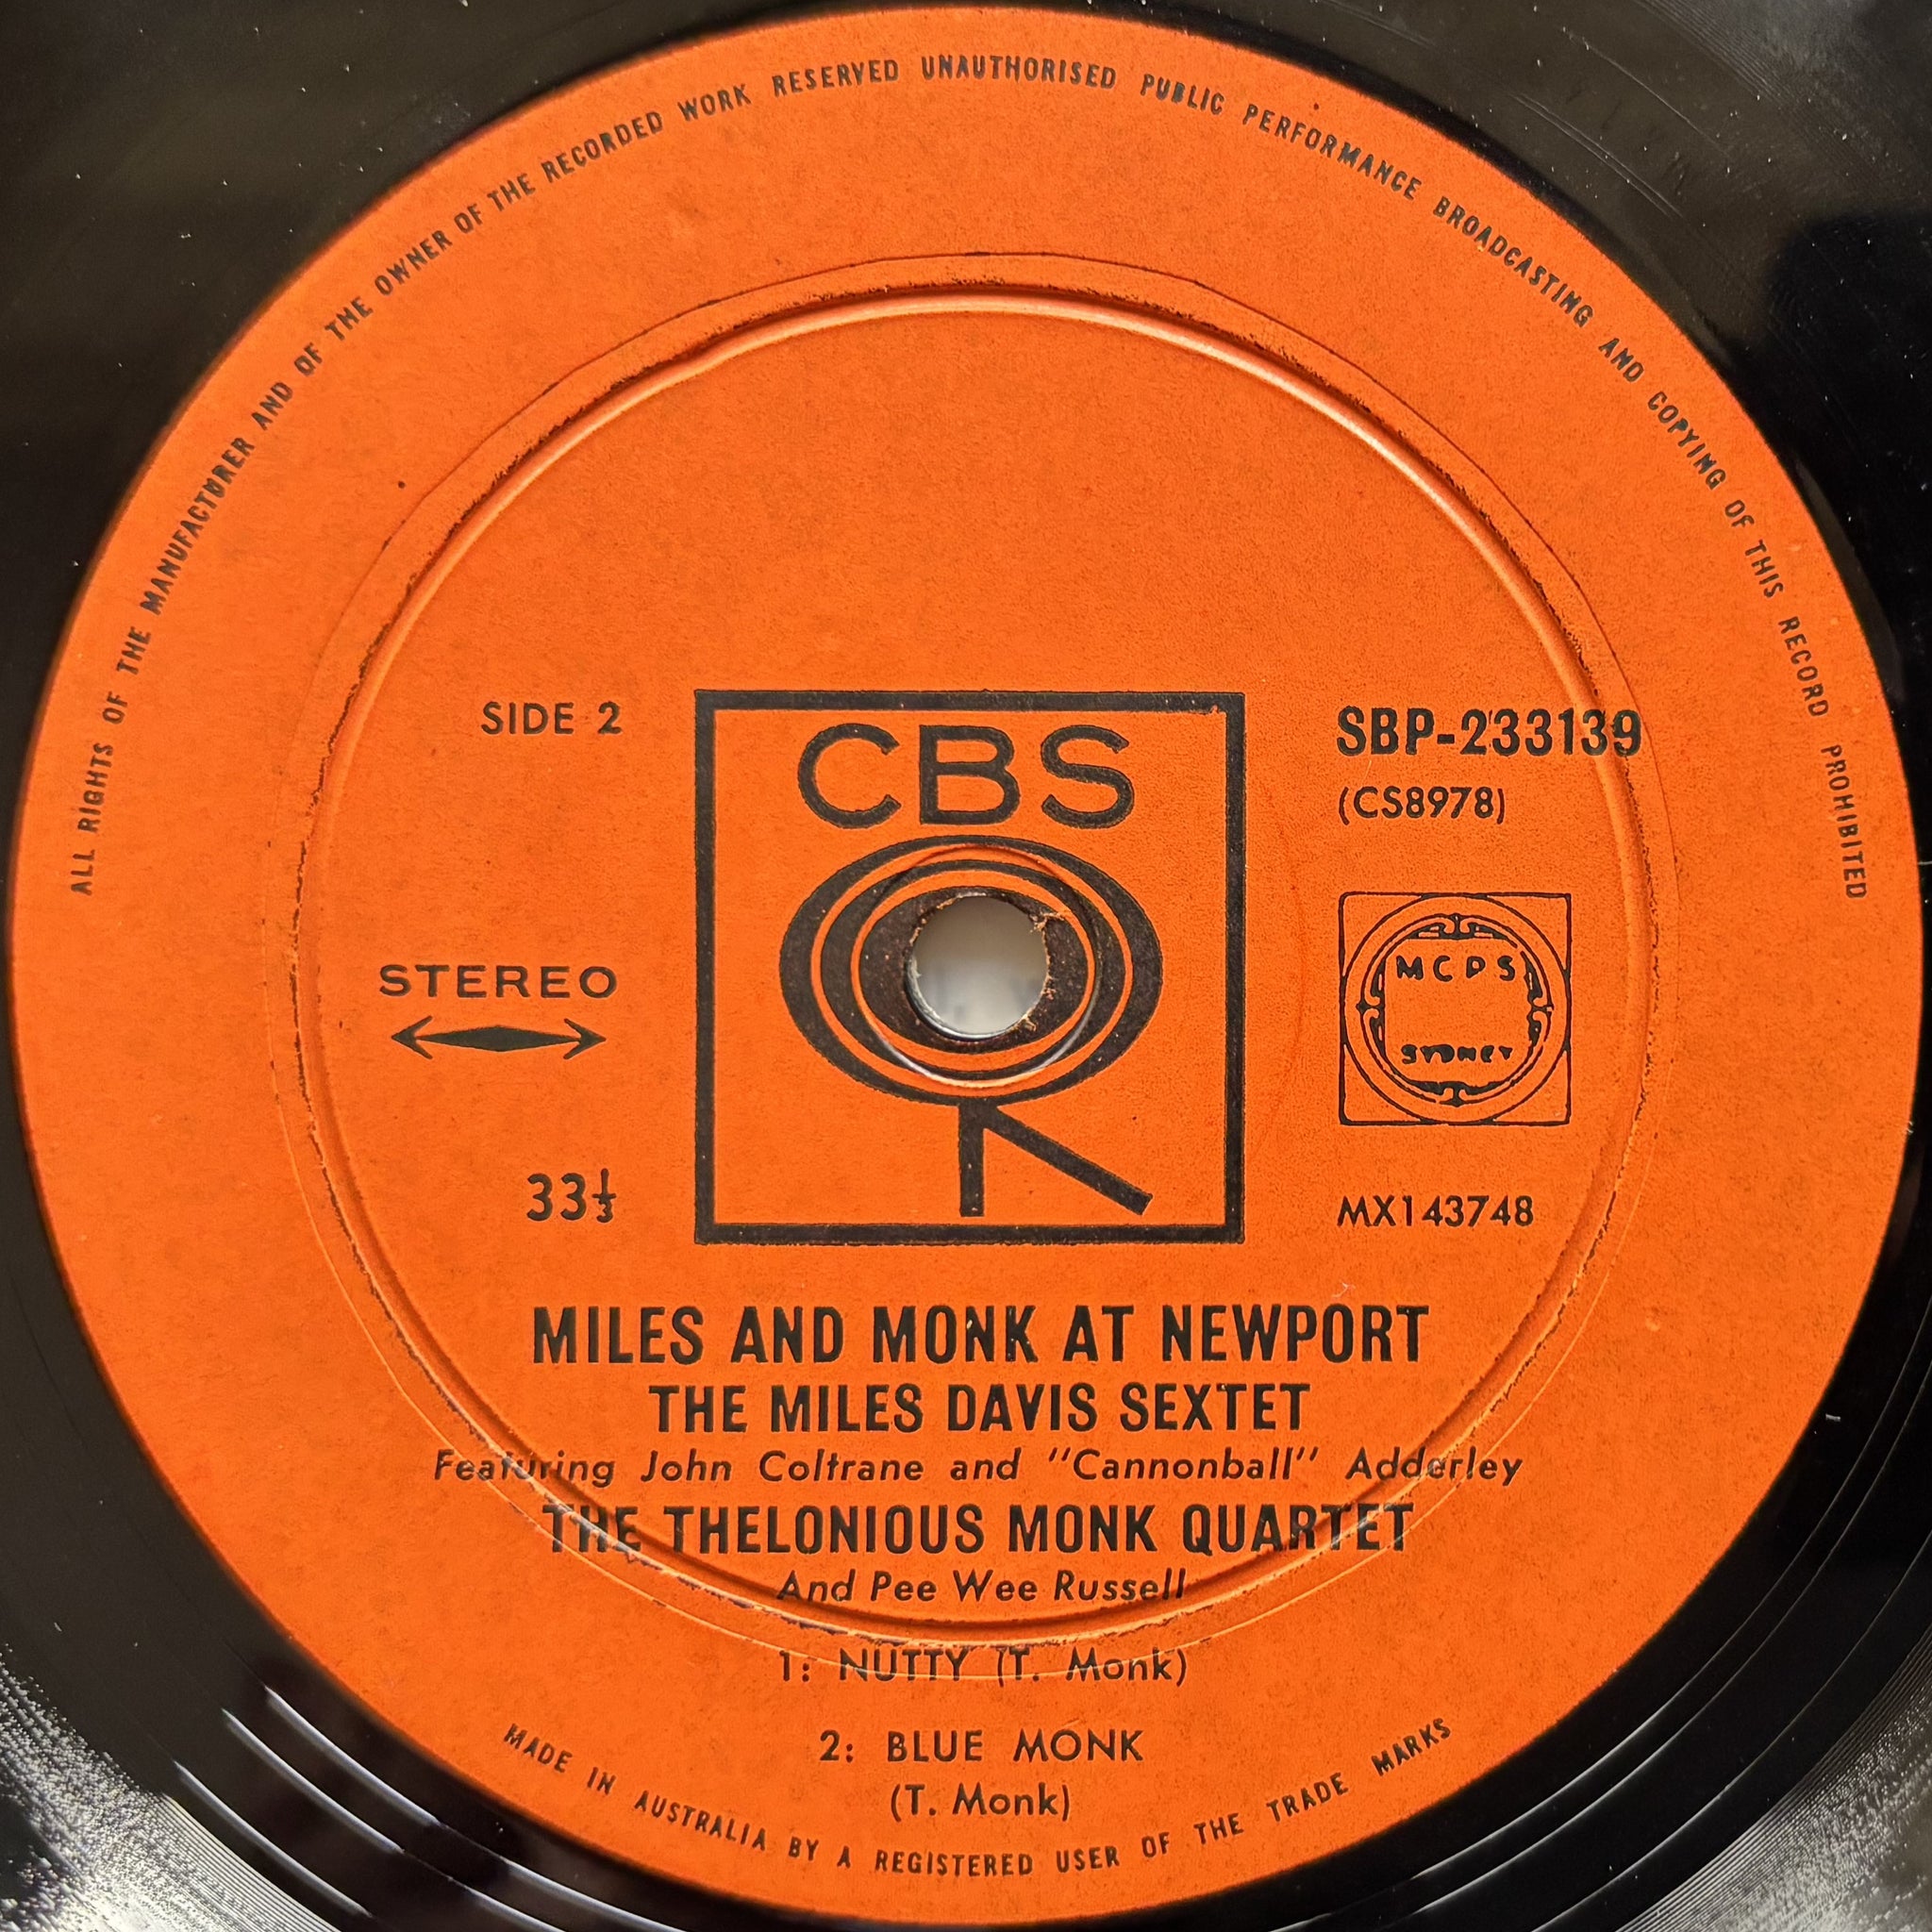 ALL RIGHTS OF THE MANUFACTURER AND OF THE OWNER OF THE RECORDED WORK RESERVED UNAUTHORISED PUBLIC PERFORMANCE BROADCASTING AND COPYING OF THIS RECORD PROHIBITED
SIDE 2
CBS
SBP-233139
(CS8978)
STEREO
MCPS
SYDNEY
33⅓
MX143748
MILES AND MONK AT NEWPORT
THE MILES DAVIS SEXTET
Featuring John Coltrane and "Cannonball" Adderley
THE THELONIOUS MONK QUARTET
And Pee Wee Russell
1: NUTTY (T. Monk)
2: BLUE MONK
(T. Monk)
MADE IN AUSTRALIA BY A REGISTERED USER OF THE TRADE MARKS